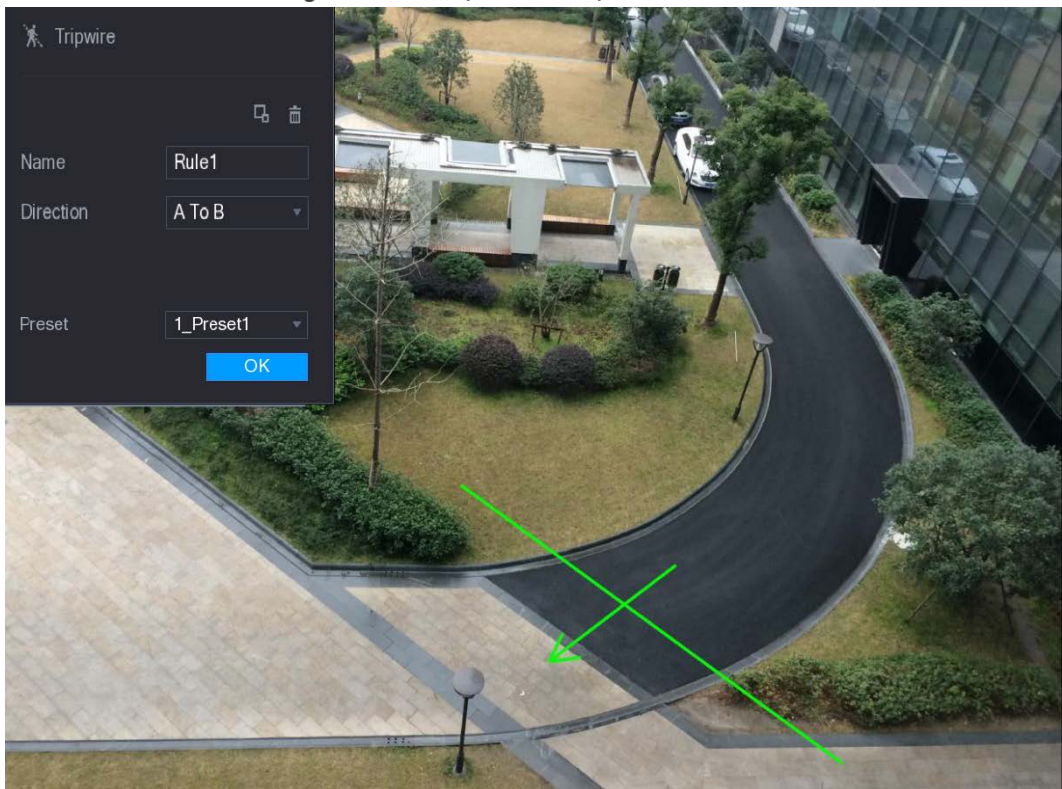 Tripwire
Name Rule1
Direction A To B
Preset 1_Preset1
OK